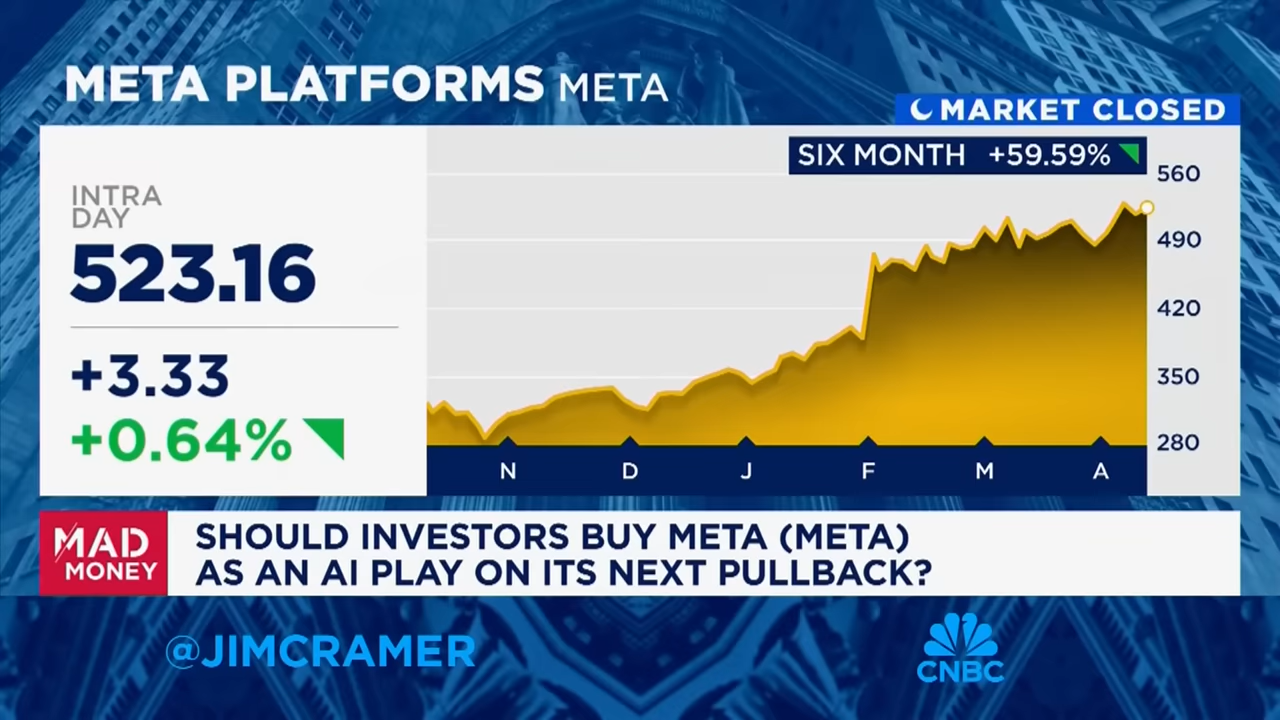 META PLATFORMS META
MARKET CLOSED
SIX MONTH +59.59%
INTRA
DAY
523.16
+3.33
+0.64%
560
490
420
350
280
N D J F M A
MAD
MONEY
SHOULD INVESTORS BUY META (META)
AS AN AI PLAY ON ITS NEXT PULLBACK?
@JIMCRAMER
CNBC